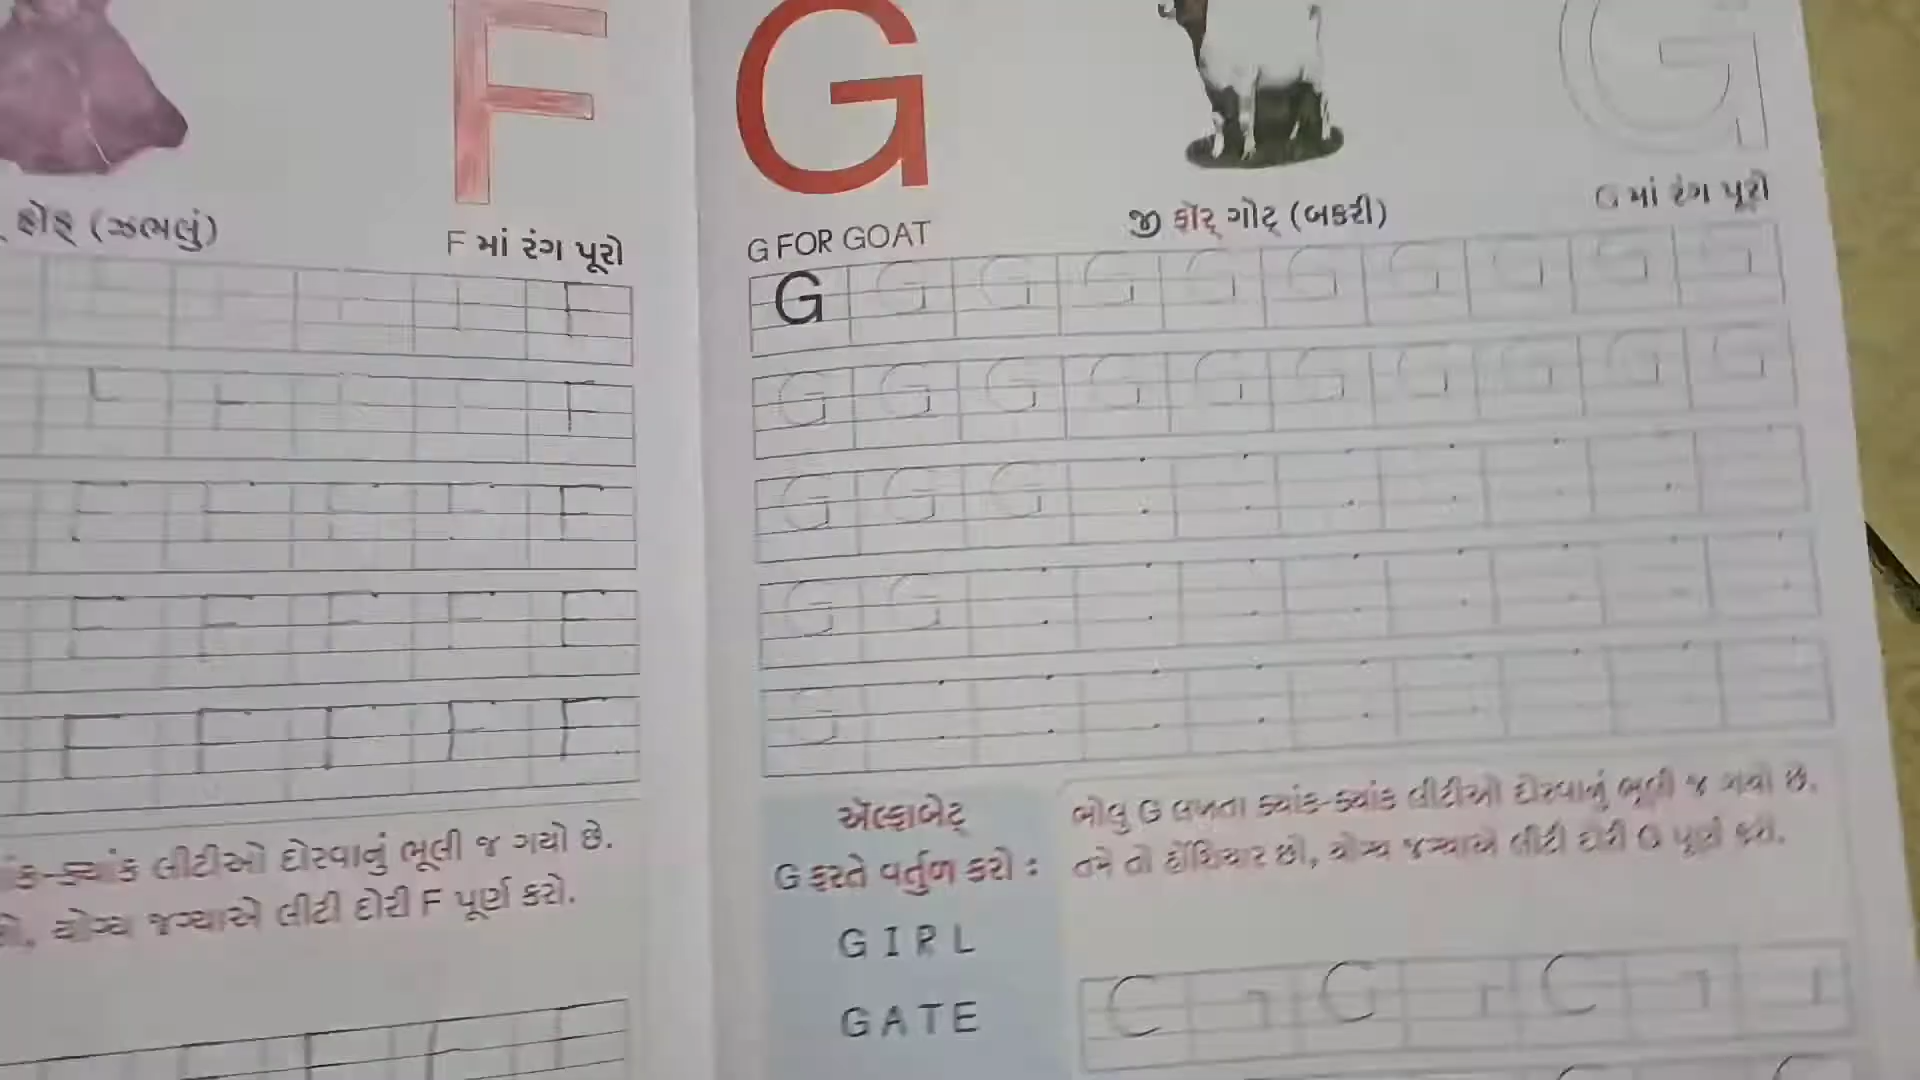 F
ફ્રોક (ઝભલું)
F માં રંગ પૂરો
F
F
F
F
F
લીટીઓ દોરવાનું ભૂલી જ ગયો છે.
યોગ્ય જગ્યાએ લીટી દોરી F પૂર્ણ કરો.
G
G
G FOR GOAT
જી ફૉર્ ગોટ્ (બકરી)
G માં રંગ પૂરો
G G G G G G G G G G
G G G G G G G G G G
G G G
G G
G
ઍલ્ફાબેટ્
G ફરતે વર્તુળ કરો :
GIRL
GATE
બોલુ G લખતા ક્યાંક-ક્યાંક લીટીઓ દોરવાનું ભૂલી જ ગયો છે.
તમે તો હોંશિયાર છો, યોગ્ય જગ્યાએ લીટી દોરી G પૂર્ણ કરો.